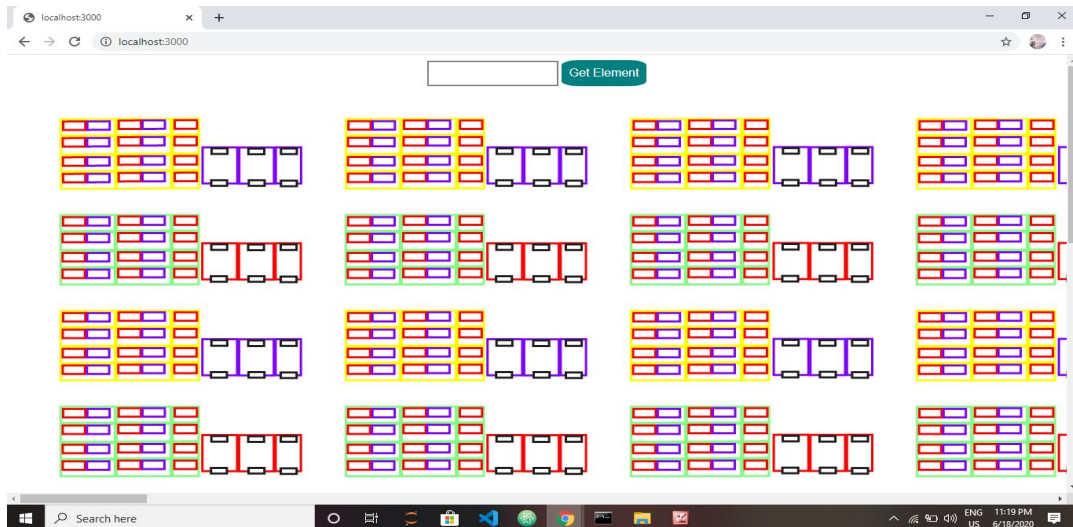 localhost:3000
localhost:3000
Get Element
Search here
ENG 11:19 PM
US 6/18/2020